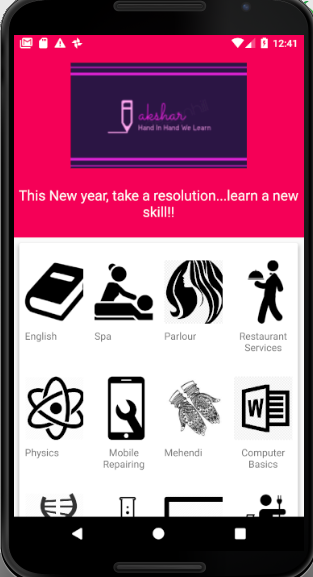 12:41
akshar
Hand In Hand We Learn
This New year, take a resolution...learn a new
skill!!
English
Spa
Parlour
Restaurant
Services
W
Physics
Mobile
Repairing
Mehendi
Computer
Basics